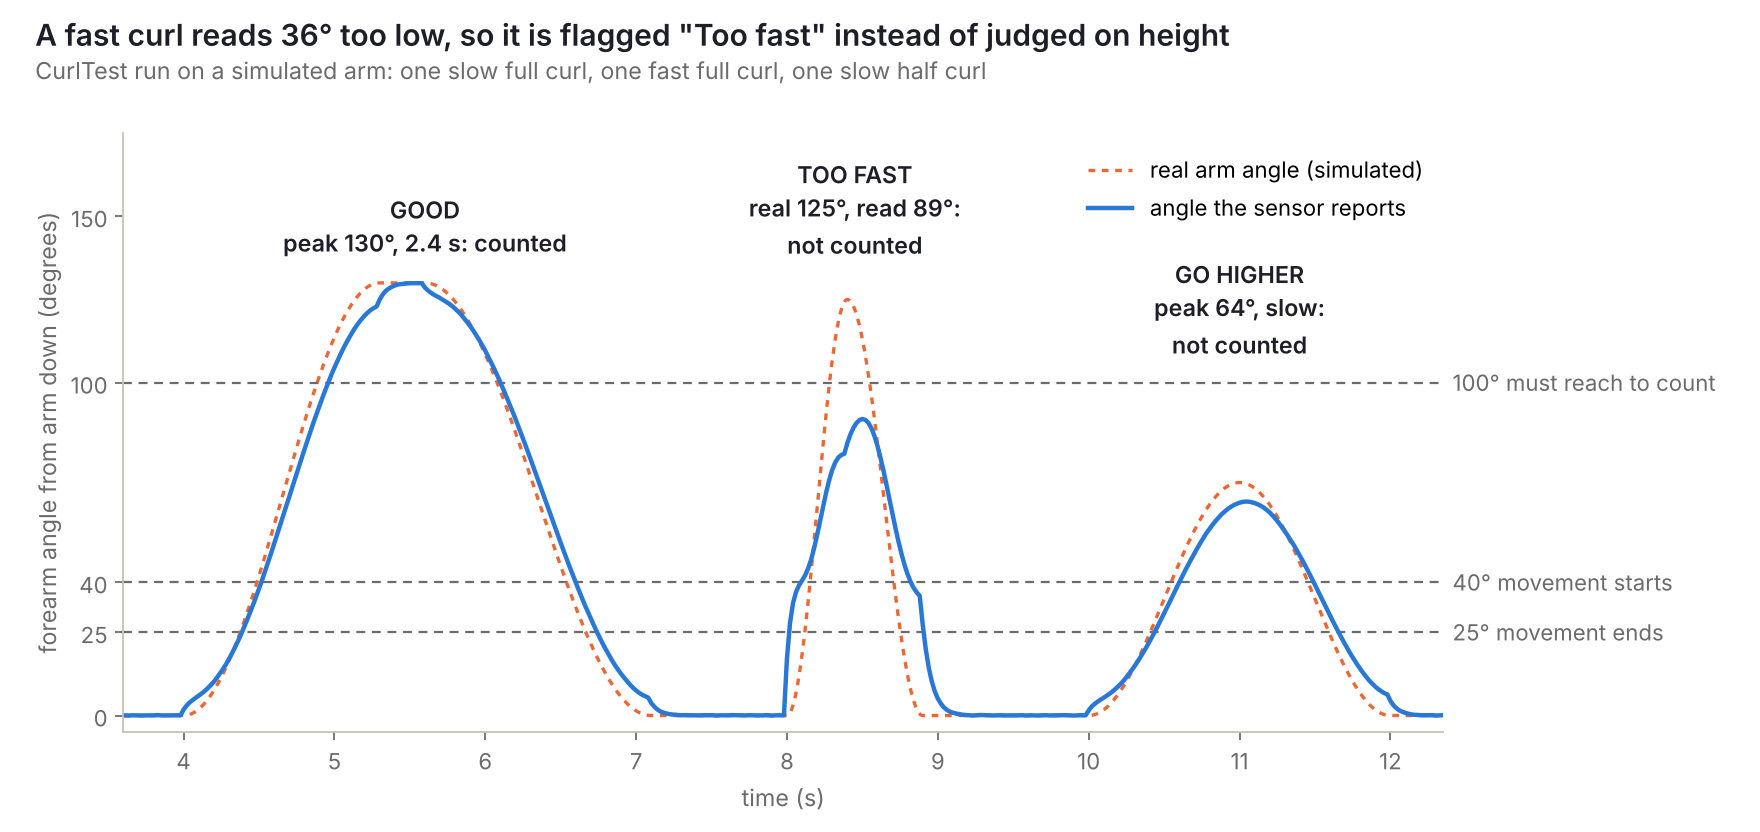 A fast curl reads 36° too low, so it is flagged "Too fast" instead of judged on height
CurlTest run on a simulated arm: one slow full curl, one fast full curl, one slow half curl
TOO FAST
real 125°, read 89°:
not counted
real arm angle (simulated)
angle the sensor reports
GOOD
peak 130°, 2.4 s: counted
GO HIGHER
peak 64°, slow:
not counted
forearm angle from arm down (degrees)
150
100
40
25
0
100° must reach to count
40° movement starts
25° movement ends
4 5 6 7 8 9 10 11 12
time (s)